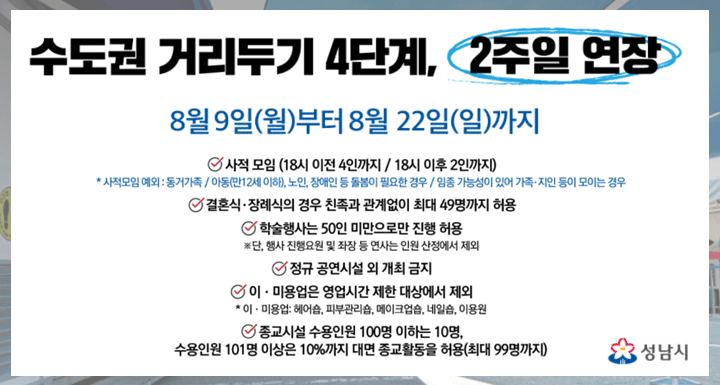 수도권 거리두기 4단계, 2주일 연장
8월 9일(월)부터 8월 22일(일)까지
사적 모임 (18시 이전 4인까지 / 18시 이후 2인까지)
* 사적모임 예외 : 동거가족 / 아동(만12세 이하), 노인, 장애인 등 돌봄이 필요한 경우 / 임종 가능성이 있어 가족·지인 등이 모이는 경우
결혼식·장례식의 경우 친족과 관계없이 최대 49명까지 허용
학술행사는 50인 미만으로만 진행 허용
※단, 행사 진행요원 및 좌장 등 연사는 인원 산정에서 제외
정규 공연시설 외 개최 금지
이·미용업은 영업시간 제한 대상에서 제외
* 이·미용업: 헤어숍, 피부관리숍, 메이크업숍, 네일숍, 이용원
종교시설 수용인원 100명 이하는 10명,
수용인원 101명 이상은 10%까지 대면 종교활동을 허용(최대 99명까지)
성남시